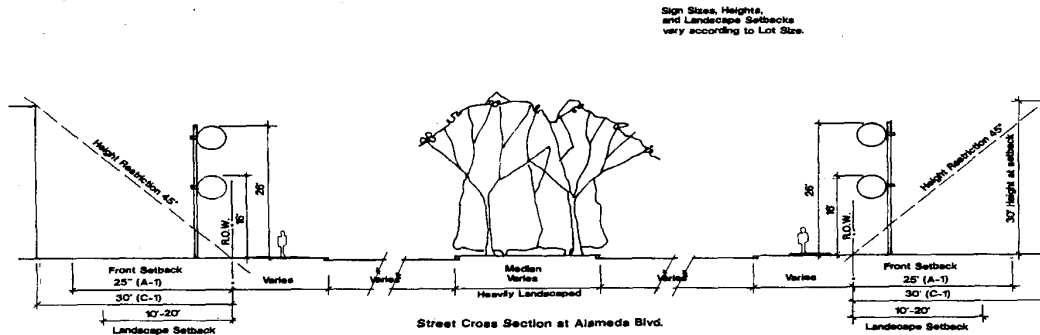 Sign Sizes, Heights,
and Landscape Setbacks
vary according to Lot Size.
Height Restriction 45°
26'
16'
R.O.W.
Front Setback
25" (A-1)
30' (C-1)
10'-20'
Landscape Setback
Varies
Varies
Median
Varies
Heavily Landscaped
Varies
Varies
26'
16'
R.O.W.
Height Restriction 45°
30' Height at setback
Front Setback
25' (A-1)
30' (C-1)
10'-20'
Landscape Setback
Street Cross Section at Alameda Blvd.